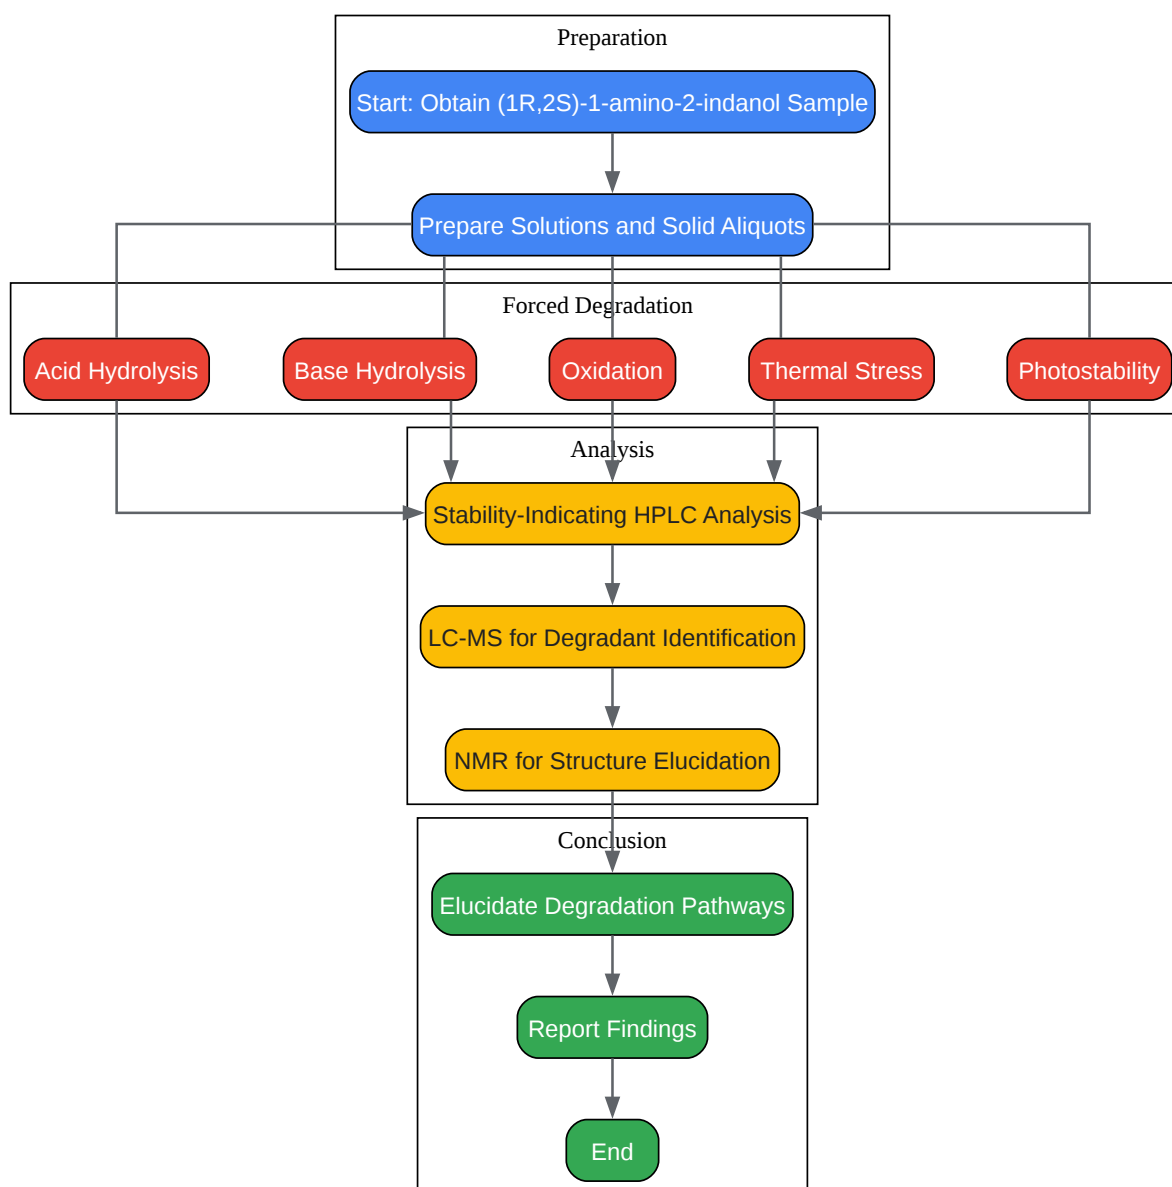 Preparation
Start: Obtain (1R,2S)-1-amino-2-indanol Sample
Prepare Solutions and Solid Aliquots
Forced Degradation
Acid Hydrolysis
Base Hydrolysis
Oxidation
Thermal Stress
Photostability
Analysis
Stability-Indicating HPLC Analysis
LC-MS for Degradant Identification
NMR for Structure Elucidation
Conclusion
Elucidate Degradation Pathways
Report Findings
End